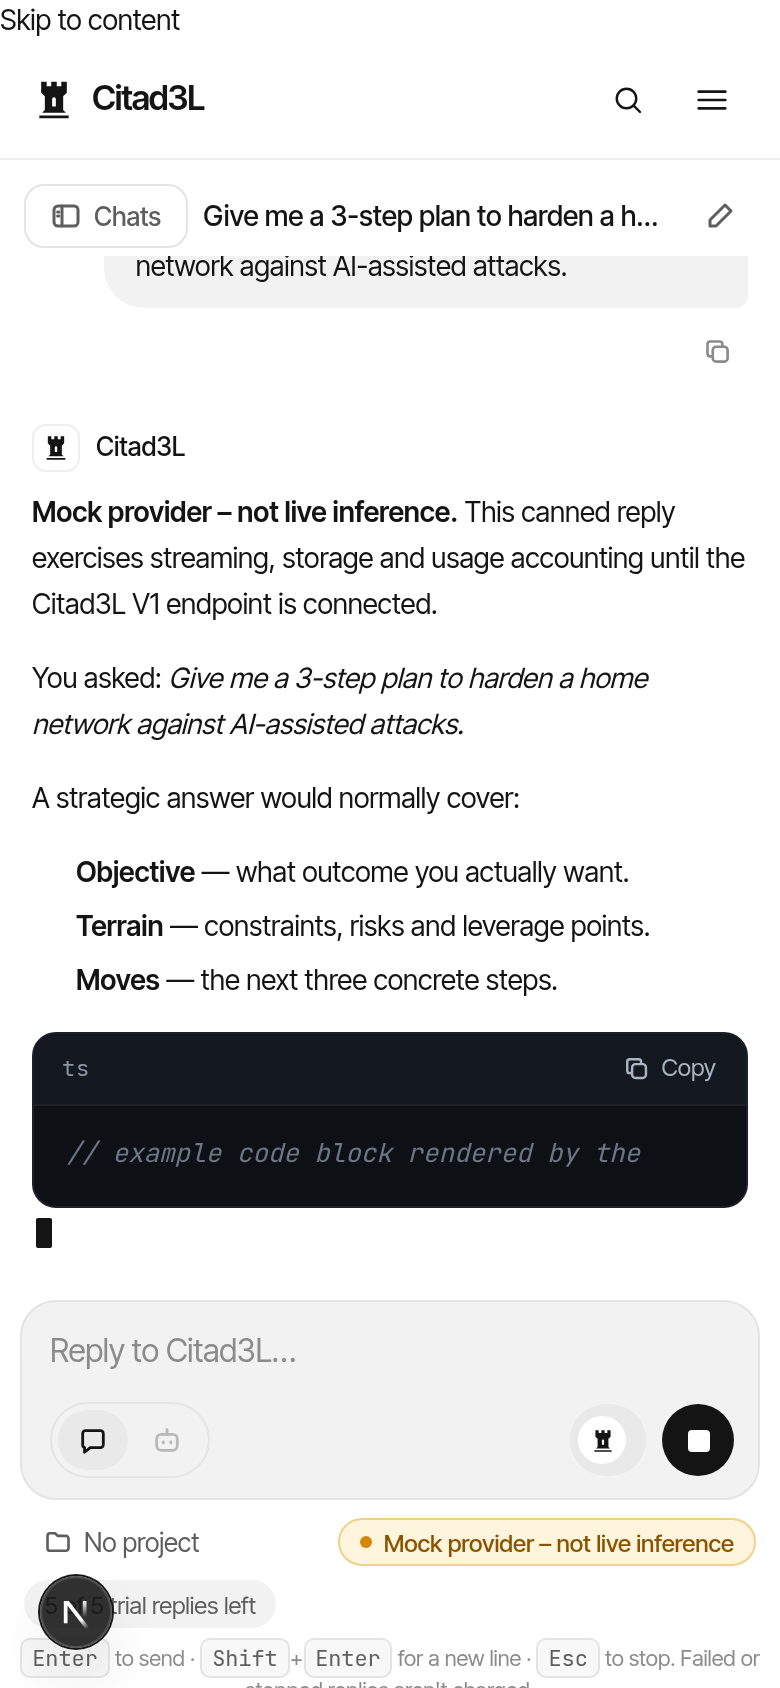 Skip to content
Citad3L
Chats
Give me a 3-step plan to harden a h...
network against AI-assisted attacks.
Citad3L
Mock provider – not live inference. This canned reply
exercises streaming, storage and usage accounting until the
Citad3L V1 endpoint is connected.
You asked: Give me a 3-step plan to harden a home
network against AI-assisted attacks.
A strategic answer would normally cover:
Objective — what outcome you actually want.
Terrain — constraints, risks and leverage points.
Moves — the next three concrete steps.
ts
Copy
// example code block rendered by the
Reply to Citad3L...
No project
Mock provider – not live inference
5 trial replies left
Enter to send · Shift+Enter for a new line · Esc to stop. Failed or